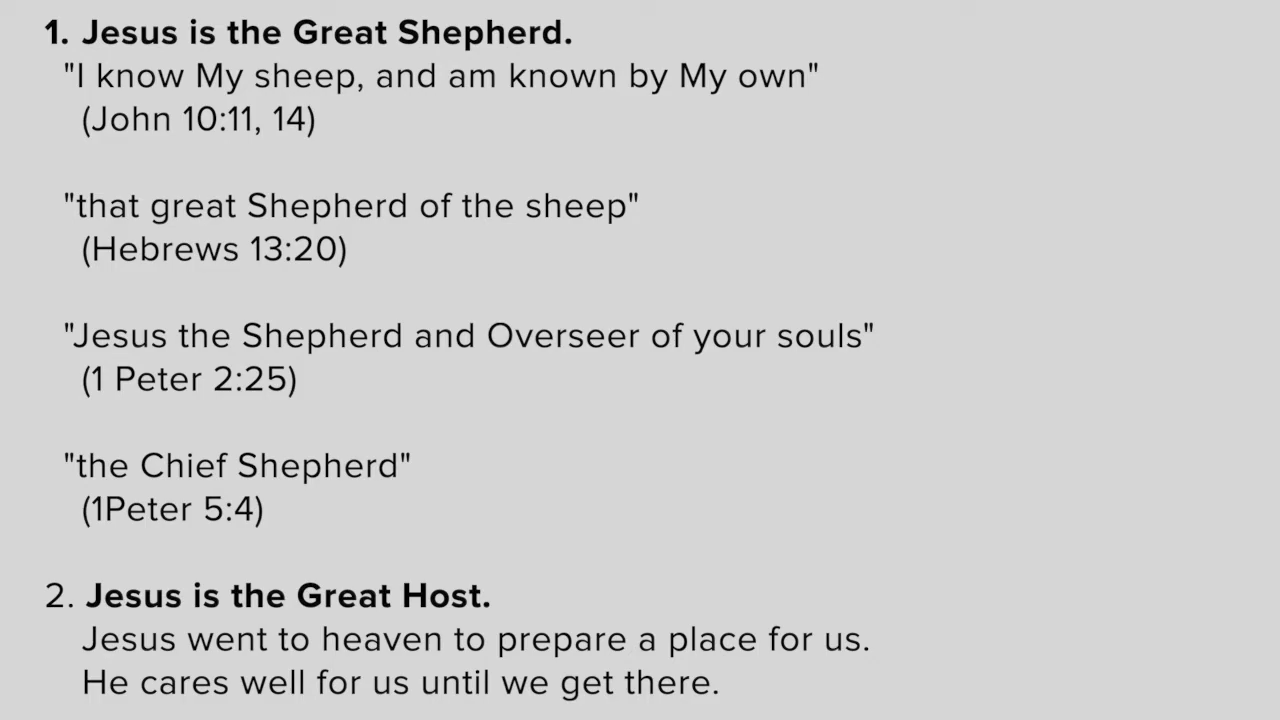 1. Jesus is the Great Shepherd.
"I know My sheep, and am known by My own"
(John 10:11, 14)
"that great Shepherd of the sheep"
(Hebrews 13:20)
"Jesus the Shepherd and Overseer of your souls"
(1 Peter 2:25)
"the Chief Shepherd"
(1Peter 5:4)
2. Jesus is the Great Host.
Jesus went to heaven to prepare a place for us.
He cares well for us until we get there.